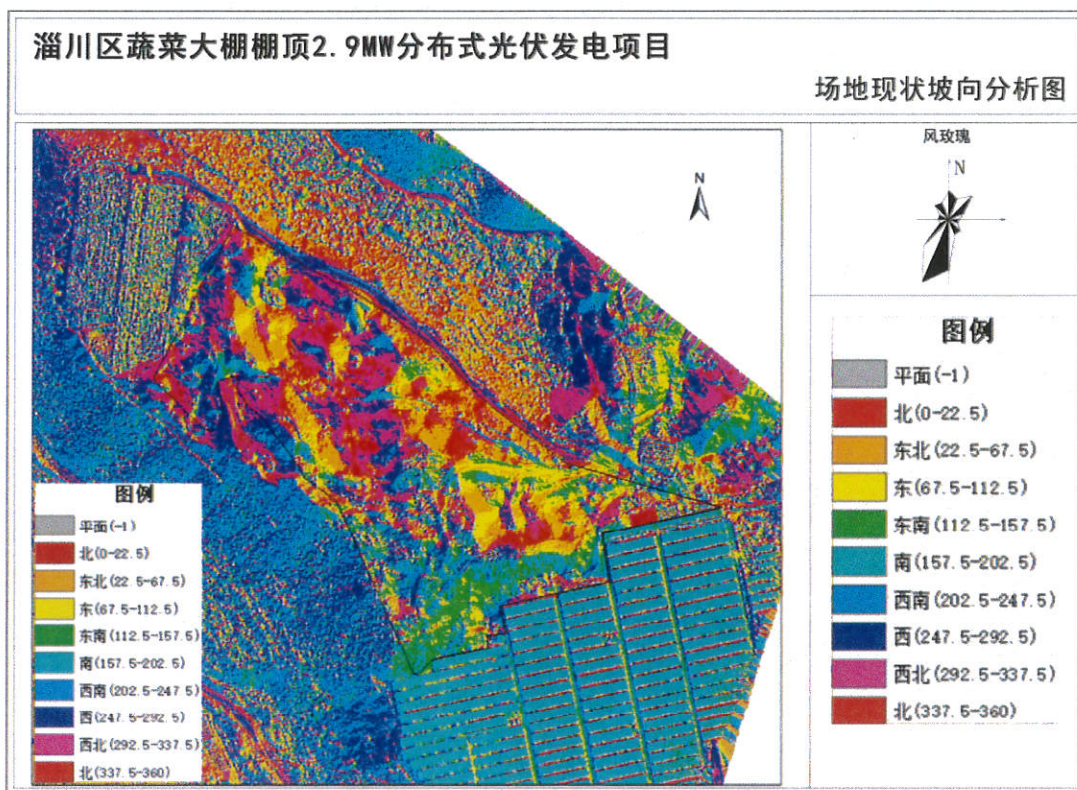 淄川区蔬菜大棚棚顶2.9MW分布式光伏发电项目
场地现状坡向分析图
N
图例
平面(-1)
北(0-22.5)
东北(22.5-67.5)
东(67.5-112.5)
东南(112.5-157.5)
南(157.5-202.5)
西南(202.5-247.5)
西(247.5-292.5)
西北(292.5-337.5)
北(337.5-360)
风玫瑰
N
图例
平面(-1)
北(0-22.5)
东北(22.5-67.5)
东(67.5-112.5)
东南(112.5-157.5)
南(157.5-202.5)
西南(202.5-247.5)
西(247.5-292.5)
西北(292.5-337.5)
北(337.5-360)